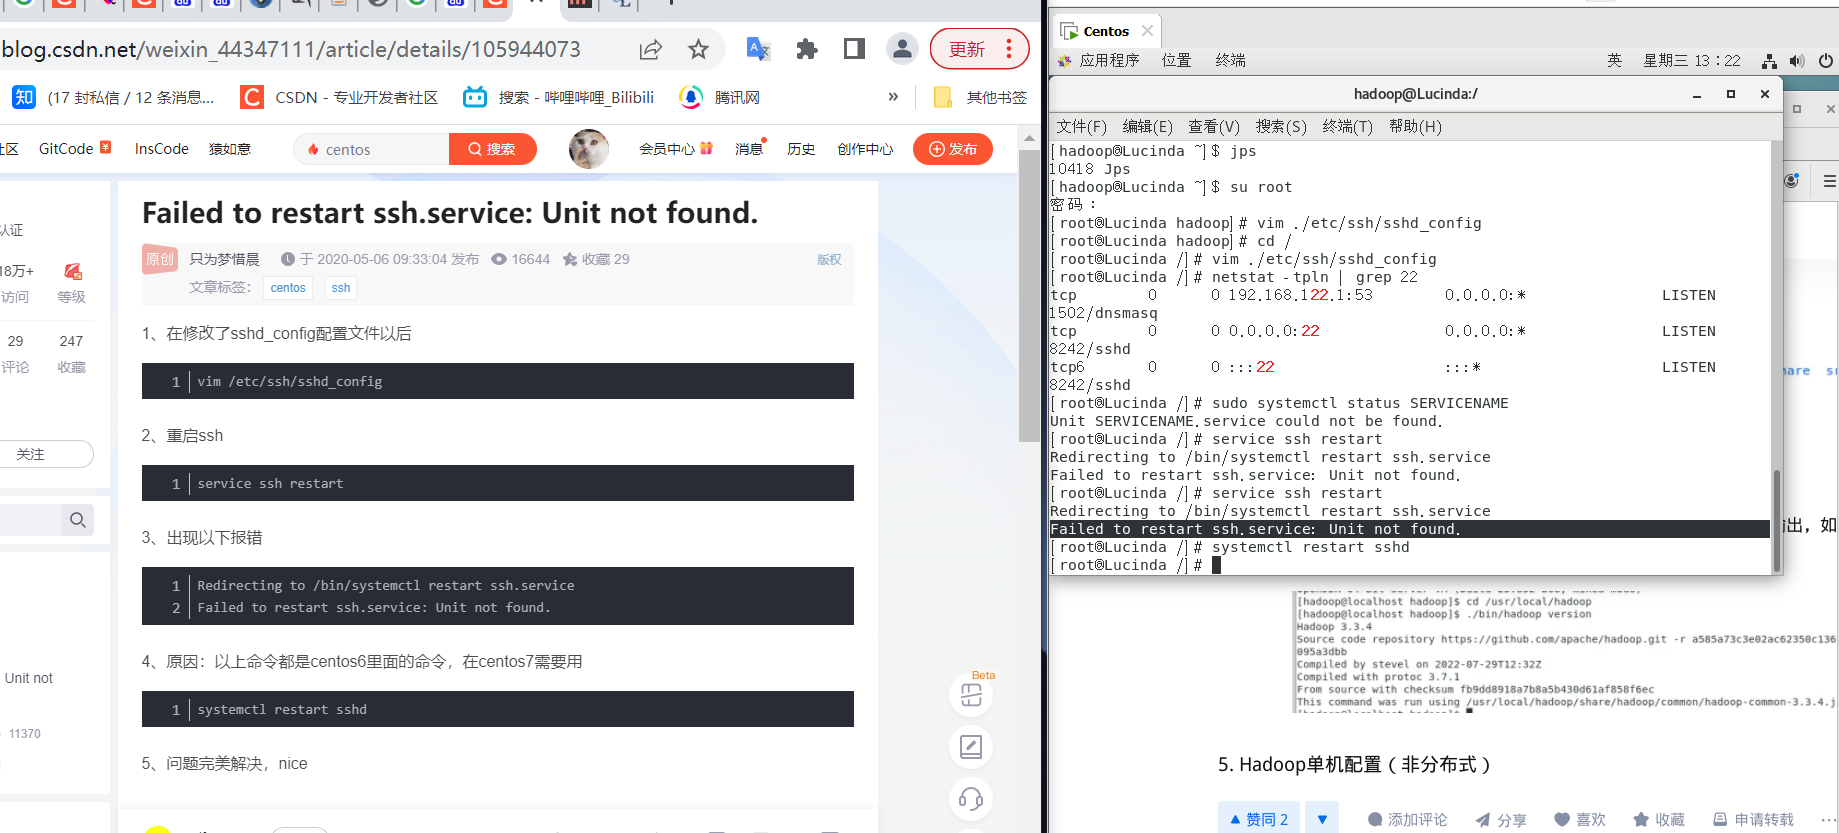 blog.csdn.net/weixin_44347111/article/details/105944073
更新
知
(17 封私信 / 12 条消息...
C
CSDN - 专业开发者社区
搜索 - 哔哩哔哩_Bilibili
腾讯网
»
其他书签
社区
GitCode
InsCode
猿如意
centos
搜索
会员中心
消息
历史
创作中心
发布
认证
18万+
访问
等级
29
247
评论
收藏
关注
Unit not
11370
Failed to restart ssh.service: Unit not found.
原创
只为梦惜晨
于 2020-05-06 09:33:04 发布
16644
收藏 29
版权
文章标签：
centos
ssh
1、在修改了sshd_config配置文件以后
1 vim /etc/ssh/sshd_config
2、重启ssh
1 service ssh restart
3、出现以下报错
1 Redirecting to /bin/systemctl restart ssh.service
2 Failed to restart ssh.service: Unit not found.
4、原因：以上命令都是centos6里面的命令，在centos7需要用
1 systemctl restart sshd
5、问题完美解决，nice
Beta
Centos
应用程序 位置 终端
英 星期三 13：22
hadoop@Lucinda:/
文件(F) 编辑(E) 查看(V) 搜索(S) 终端(T) 帮助(H)
[hadoop@Lucinda ~]$ jps
10418 Jps
[hadoop@Lucinda ~]$ su root
密码：
[root@Lucinda hadoop]# vim ./etc/ssh/sshd_config
[root@Lucinda hadoop]# cd /
[root@Lucinda /]# vim ./etc/ssh/sshd_config
[root@Lucinda /]# netstat -tpln | grep 22
tcp 0 0 192.168.122.1:53 0.0.0.0:* LISTEN
1502/dnsmasq
tcp 0 0 0.0.0.0:22 0.0.0.0:* LISTEN
8242/sshd
tcp6 0 0 :::22 :::* LISTEN
8242/sshd
[root@Lucinda /]# sudo systemctl status SERVICENAME
Unit SERVICENAME.service could not be found.
[root@Lucinda /]# service ssh restart
Redirecting to /bin/systemctl restart ssh.service
Failed to restart ssh.service: Unit not found.
[root@Lucinda /]# service ssh restart
Redirecting to /bin/systemctl restart ssh.service
Failed to restart ssh.service: Unit not found.
[root@Lucinda /]# systemctl restart sshd
[root@Lucinda /]#
出，如
[hadoop@localhost hadoop]$ cd /usr/local/hadoop
[hadoop@localhost hadoop]$ ./bin/hadoop version
Hadoop 3.3.4
Source code repository https://github.com/apache/hadoop.git -r a585a73c3e02ac62350c136
095a3dbb
Compiled by stevel on 2022-07-29T12:32Z
Compiled with protoc 3.7.1
From source with checksum fb9dd8918a7b8a5b430d61af858f6ec
This command was run using /usr/local/hadoop/share/hadoop/common/hadoop-common-3.3.4.j
5. Hadoop单机配置（非分布式）
赞同 2
添加评论
分享
喜欢
收藏
申请转载